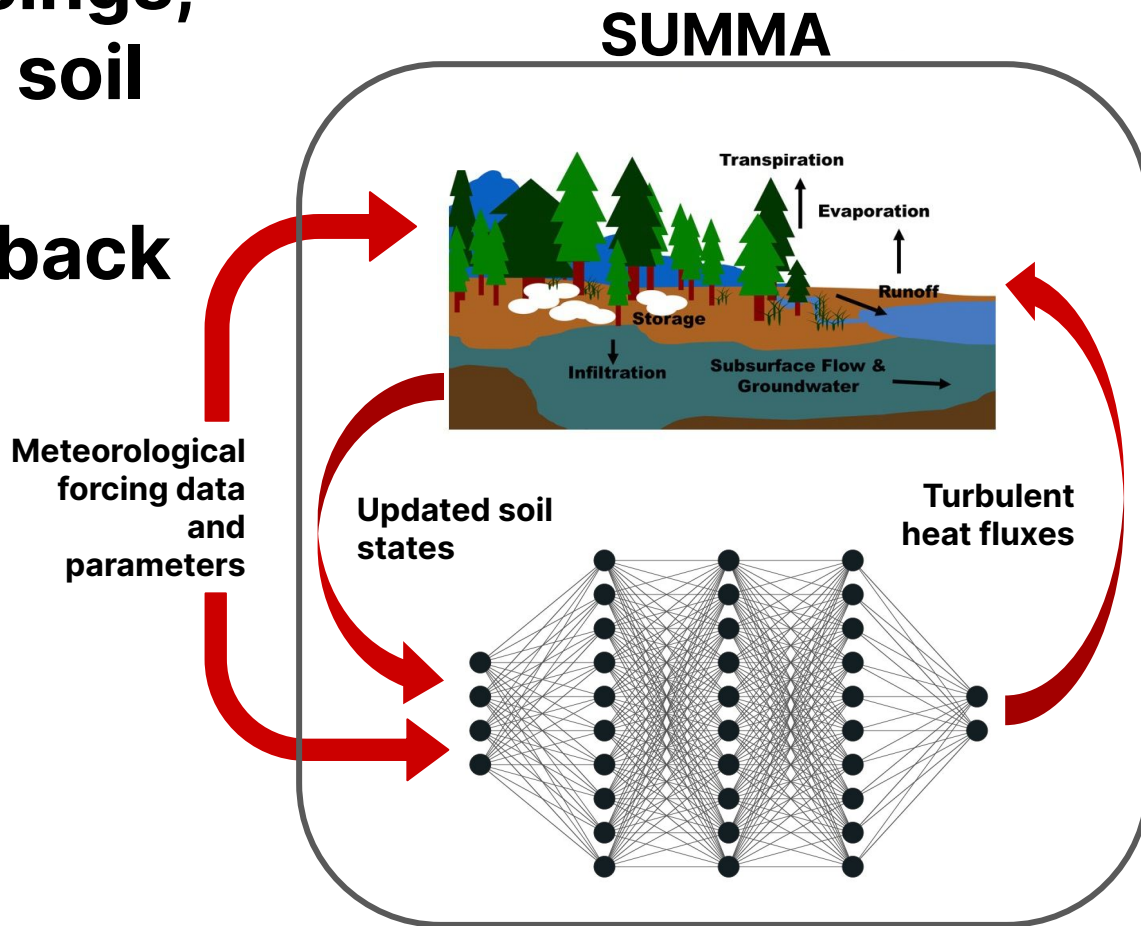 soil
back
SUMMA
Transpiration
Evaporation
Runoff
Storage
Infiltration
Subsurface Flow &
Groundwater
Meteorological
forcing data
and
parameters
Updated soil
states
Turbulent
heat fluxes